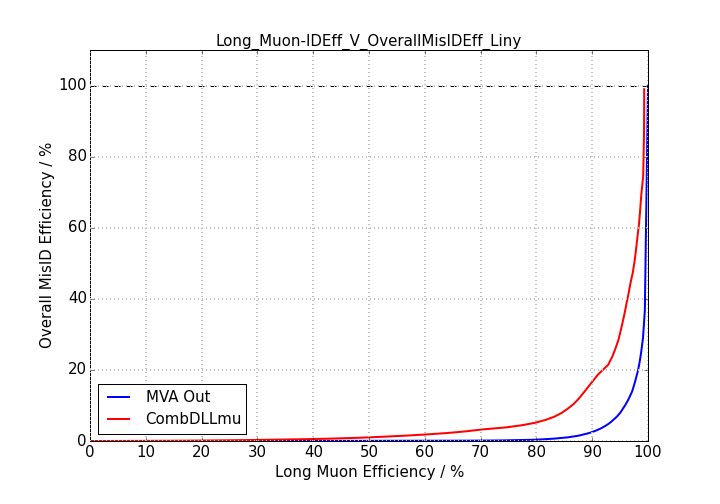 Long_Muon-IDEff_V_OverallMisIDEff_Liny
100
80
60
40
20
0
Overall MisID Efficiency / %
MVA Out
CombDLLmu
0 10 20 30 40 50 60 70 80 90 100
Long Muon Efficiency / %